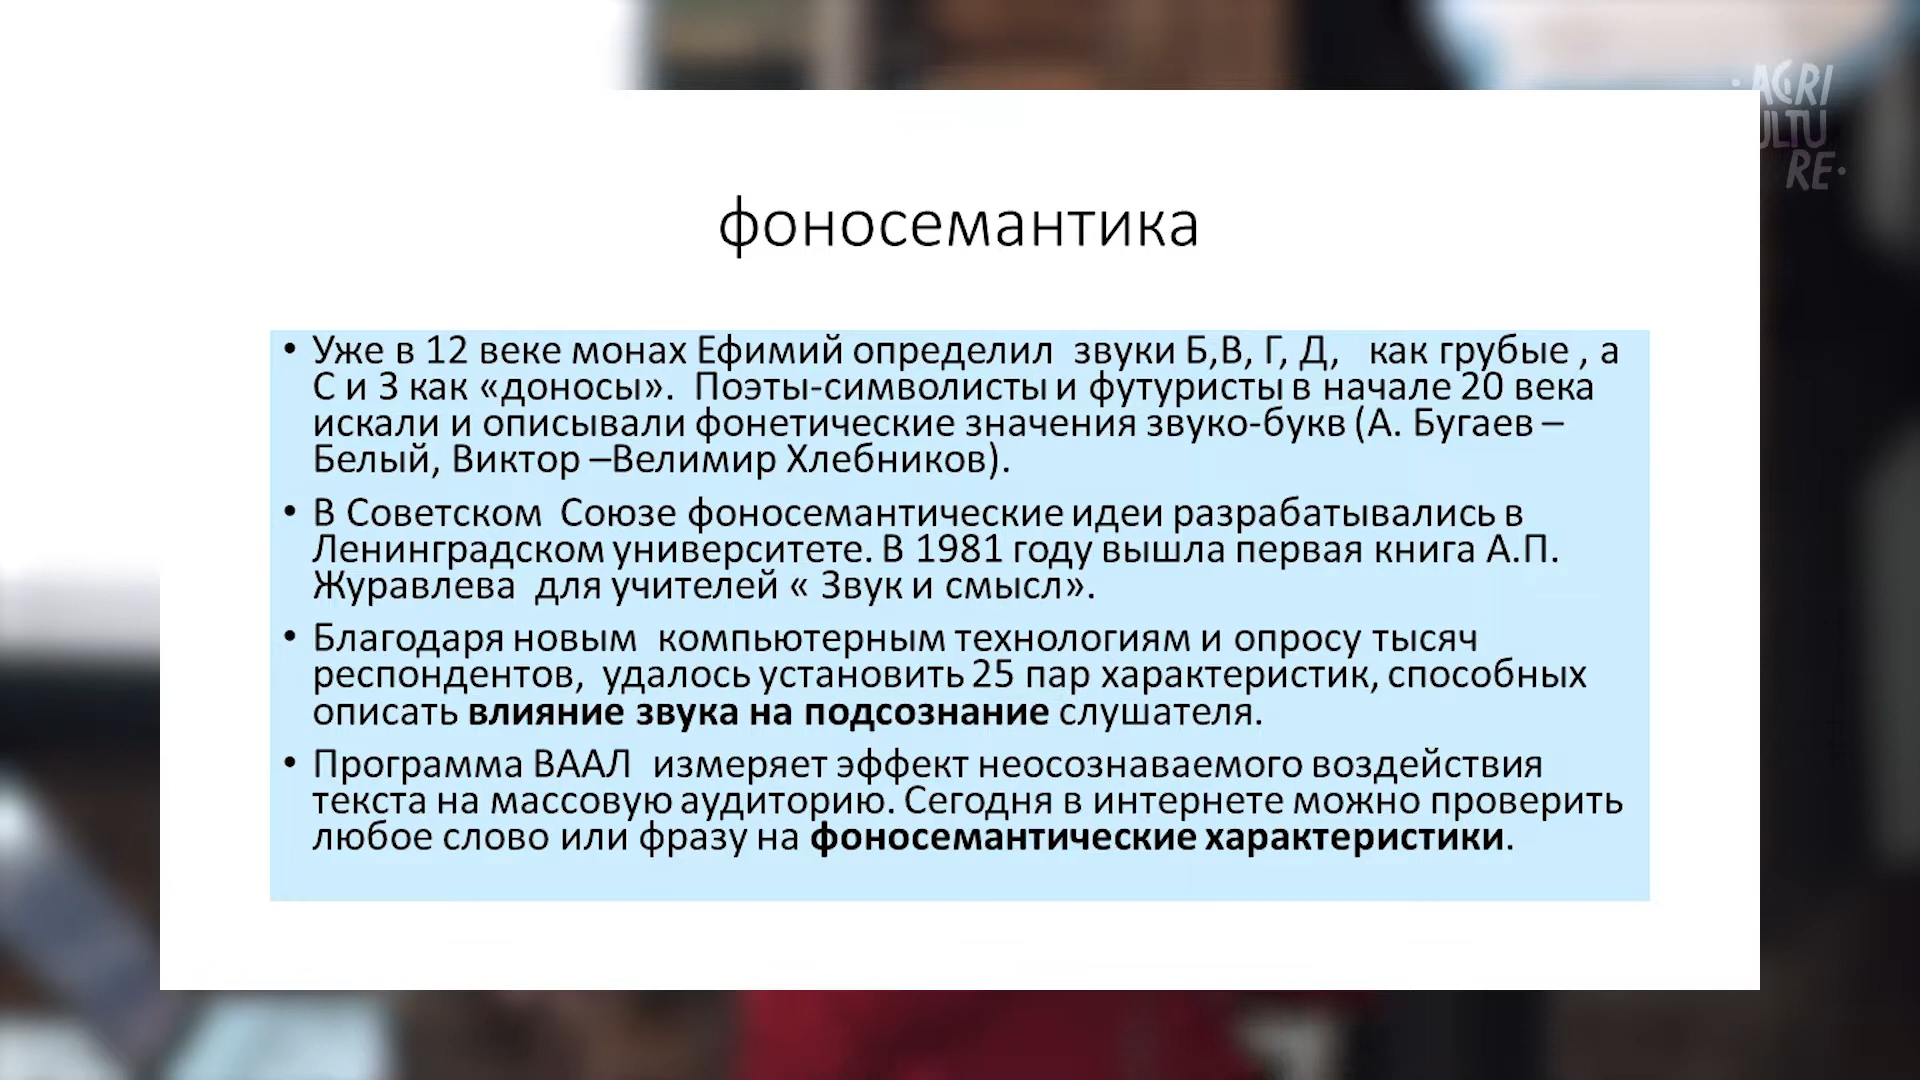 AGRI
ULTU
RE
фоносемантика
• Уже в 12 веке монах Ефимий определил звуки Б,В, Г, Д, как грубые , а
С и З как «доносы». Поэты-символисты и футуристы в начале 20 века
искали и описывали фонетические значения звуко-букв (А. Бугаев –
Белый, Виктор –Велимир Хлебников).
• В Советском Союзе фоносемантические идеи разрабатывались в
Ленинградском университете. В 1981 году вышла первая книга А.П.
Журавлева для учителей « Звук и смысл».
• Благодаря новым компьютерным технологиям и опросу тысяч
респондентов, удалось установить 25 пар характеристик, способных
описать влияние звука на подсознание слушателя.
• Программа ВААЛ измеряет эффект неосознаваемого воздействия
текста на массовую аудиторию. Сегодня в интернете можно проверить
любое слово или фразу на фоносемантические характеристики.